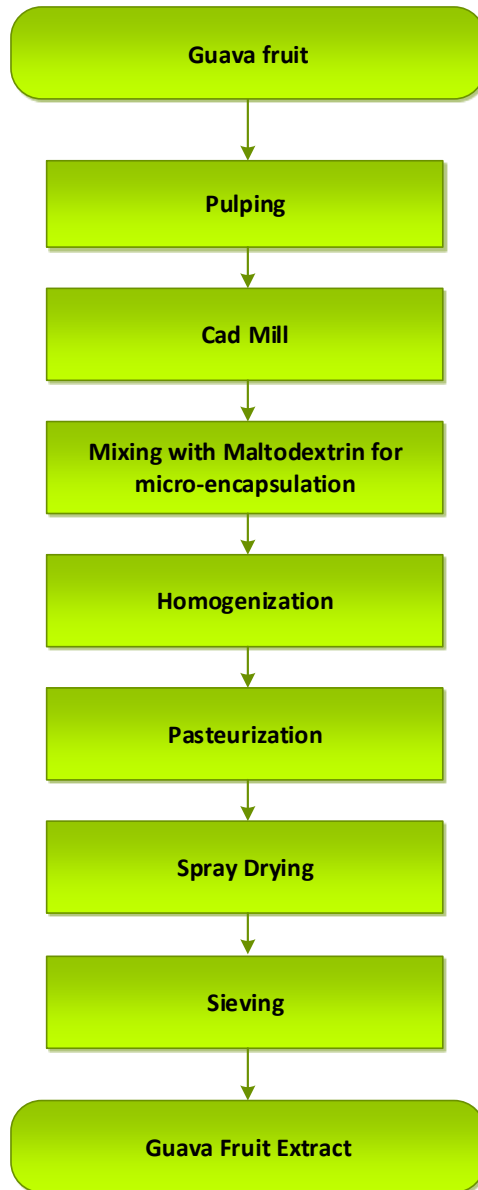 Guava fruit
Pulping
Cad Mill
Mixing with Maltodextrin for
micro-encapsulation
Homogenization
Pasteurization
Spray Drying
Sieving
Guava Fruit Extract